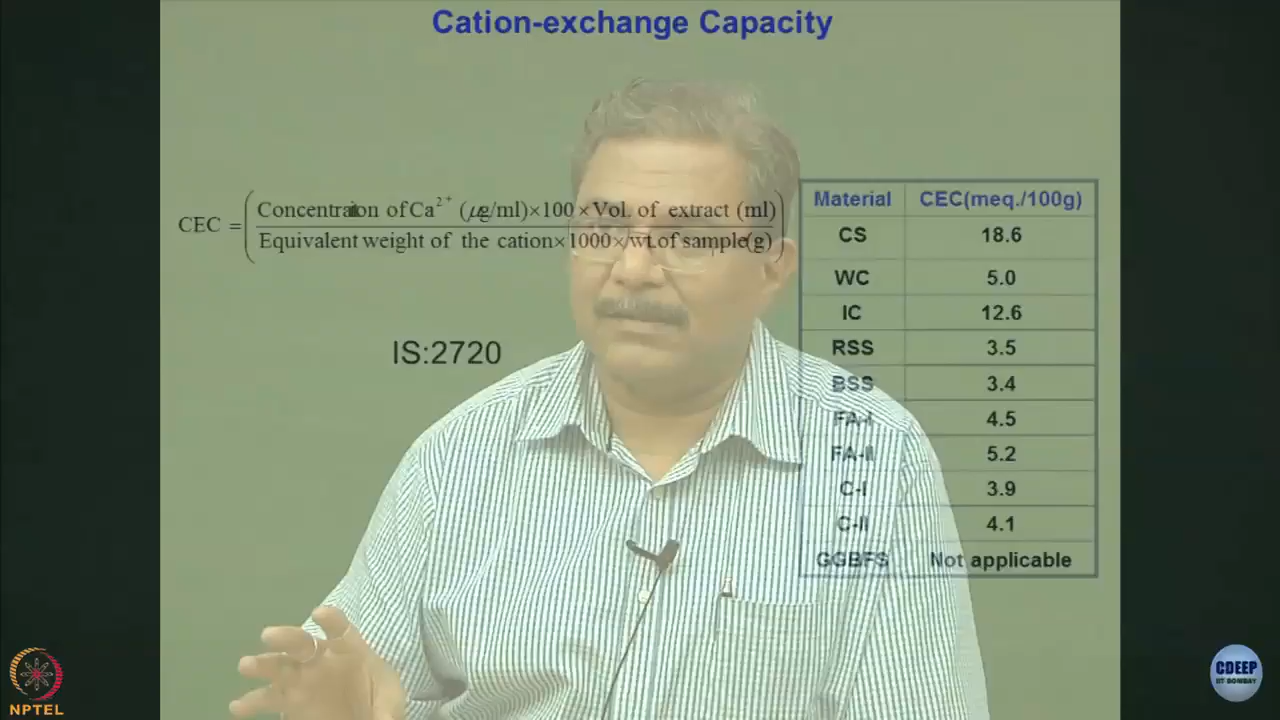 Cation-exchange Capacity
CEC = (Concentration of Ca2+ (μg/ml)×100 ×Vol. of extract (ml) / Equivalent weight of the cation×1000×wt.of sample(g))
IS:2720
Material CEC(meq./100g)
CS 18.6
WC 5.0
IC 12.6
RSS 3.5
BSS 3.4
FA-I 4.5
FA-II 5.2
C-I 3.9
C-II 4.1
GGBFS Not applicable
NPTEL
CDEEP
IIT BOMBAY